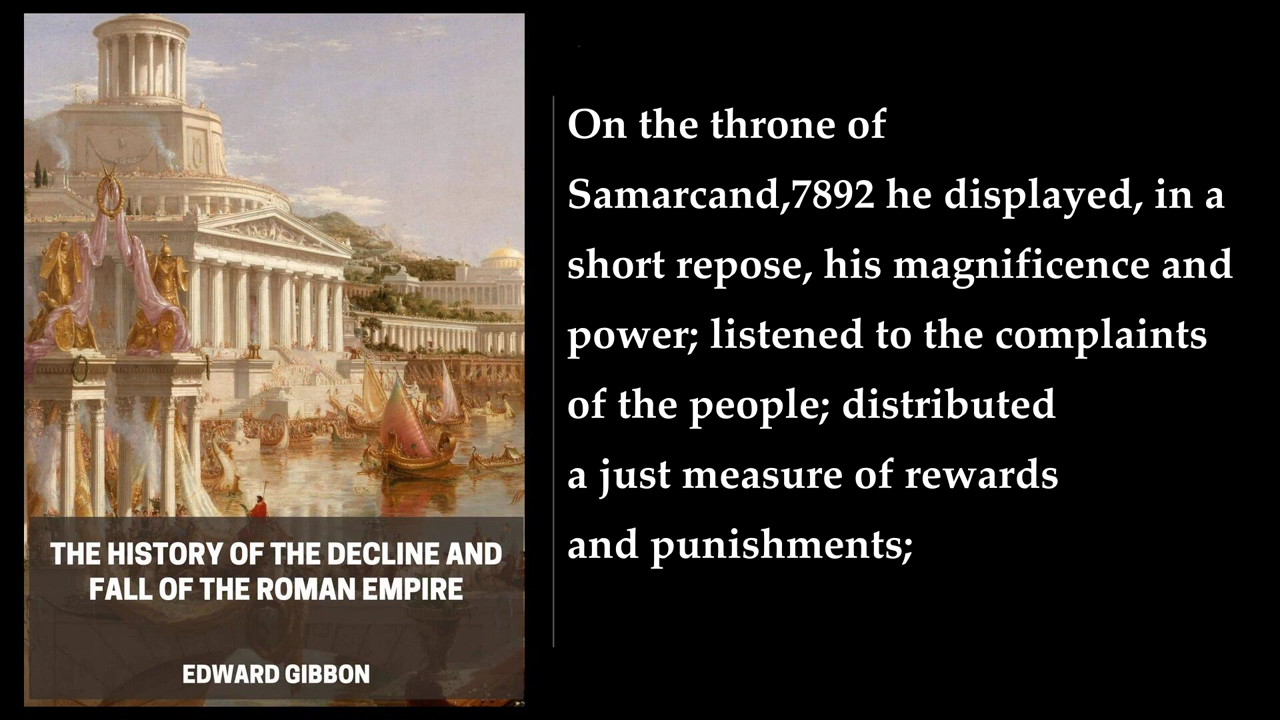 THE HISTORY OF THE DECLINE AND
FALL OF THE ROMAN EMPIRE
EDWARD GIBBON
On the throne of
Samarcand,7892 he displayed, in a
short repose, his magnificence and
power; listened to the complaints
of the people; distributed
a just measure of rewards
and punishments;